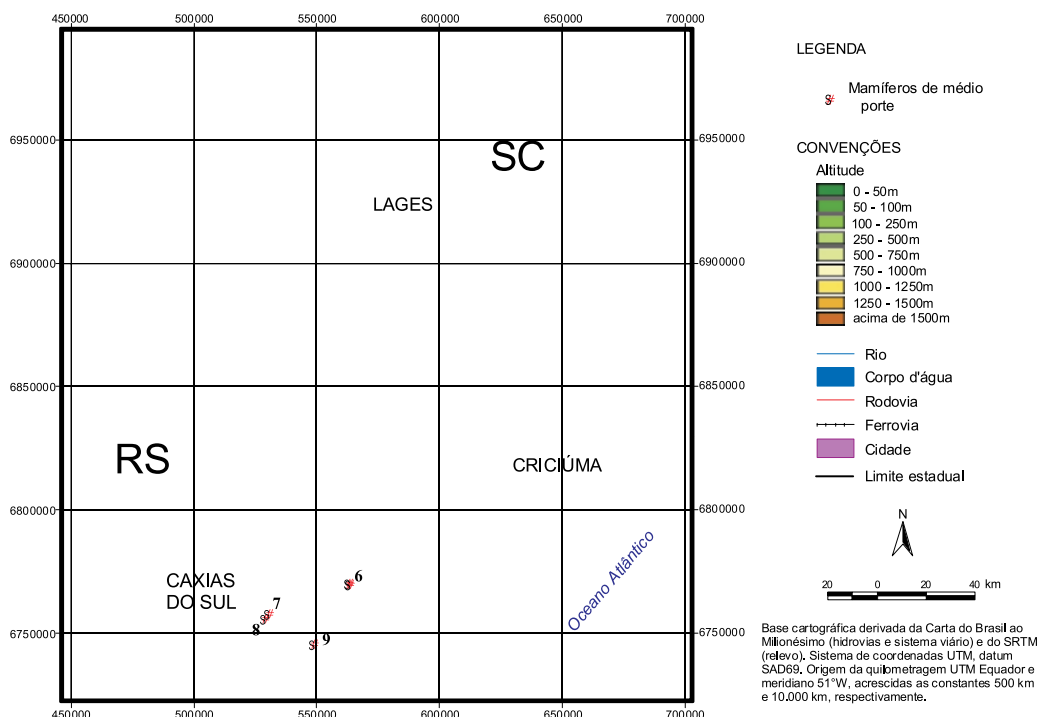 450000 500000 550000 600000 650000 700000
6950000 6950000
6900000 6900000
6850000 6850000
6800000 6800000
6750000 6750000
SC
LAGES
RS
CRICIÚMA
CAXIAS
DO SUL
6
7
8
9
Oceano Atlântico
450000 500000 550000 600000 650000 700000
LEGENDA
Mamíferos de médio
porte
CONVENÇÕES
Altitude
0 - 50m
50 - 100m
100 - 250m
250 - 500m
500 - 750m
750 - 1000m
1000 - 1250m
1250 - 1500m
acima de 1500m
Rio
Corpo d'água
Rodovia
Ferrovia
Cidade
Limite estadual
N
20 0 20 40 km
Base cartográfica derivada da Carta do Brasil ao
Milionésimo (hidrovias e sistema viário) e do SRTM
(relevo). Sistema de coordenadas UTM, datum
SAD69. Origem da quilometragem UTM Equador e
meridiano 51°W, acrescidas as constantes 500 km
e 10.000 km, respectivamente.